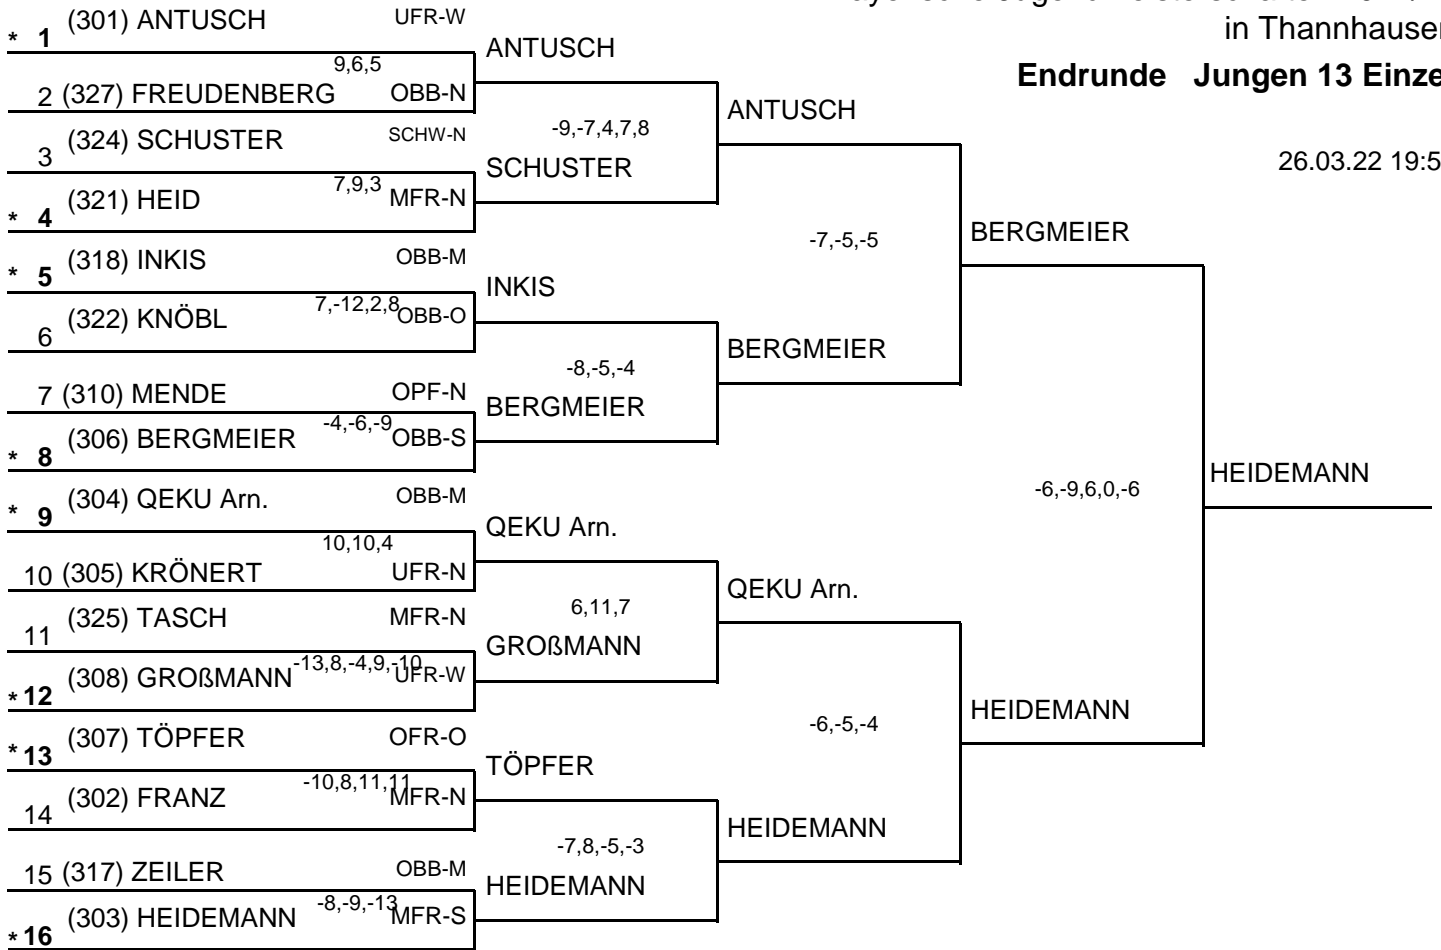 in Thannhausen
Endrunde Jungen 13 Einze
26.03.22 19:5
* 1 (301) ANTUSCH UFR-W
9,6,5
2 (327) FREUDENBERG OBB-N
3 (324) SCHUSTER SCHW-N
7,9,3
* 4 (321) HEID MFR-N
* 5 (318) INKIS OBB-M
7,-12,2,8
6 (322) KNÖBL OBB-O
7 (310) MENDE OPF-N
-4,-6,-9
* 8 (306) BERGMEIER OBB-S
* 9 (304) QEKU Arn. OBB-M
10,10,4
10 (305) KRÖNERT UFR-N
11 (325) TASCH MFR-N
-13,8,-4,9,-10
* 12 (308) GROßMANN UFR-W
* 13 (307) TÖPFER OFR-O
-10,8,11,11
14 (302) FRANZ MFR-N
15 (317) ZEILER OBB-M
-8,-9,-13
* 16 (303) HEIDEMANN MFR-S
ANTUSCH
-9,-7,4,7,8
SCHUSTER
INKIS
-8,-5,-4
BERGMEIER
QEKU Arn.
6,11,7
GROßMANN
TÖPFER
-7,8,-5,-3
HEIDEMANN
ANTUSCH
-7,-5,-5
BERGMEIER
QEKU Arn.
-6,-5,-4
HEIDEMANN
BERGMEIER
-6,-9,6,0,-6
HEIDEMANN
HEIDEMANN